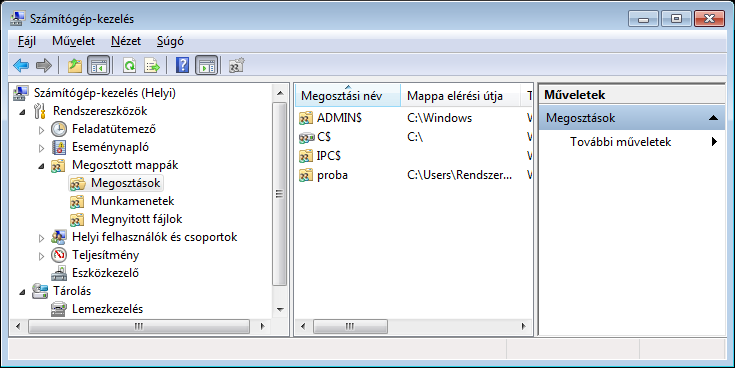 Számítógép-kezelés
Fájl Művelet Nézet Súgó
Számítógép-kezelés (Helyi)
Rendszereszközök
Feladatütemező
Eseménynapló
Megosztott mappák
Megosztások
Munkamenetek
Megnyitott fájlok
Helyi felhasználók és csoportok
Teljesítmény
Eszközkezelő
Tárolás
Lemezkezelés
Megosztási név Mappa elérési útja T
ADMIN$ C:\Windows W
C$ C:\ W
IPC$ W
proba C:\Users\Rendszer... W
Műveletek
Megosztások
További műveletek